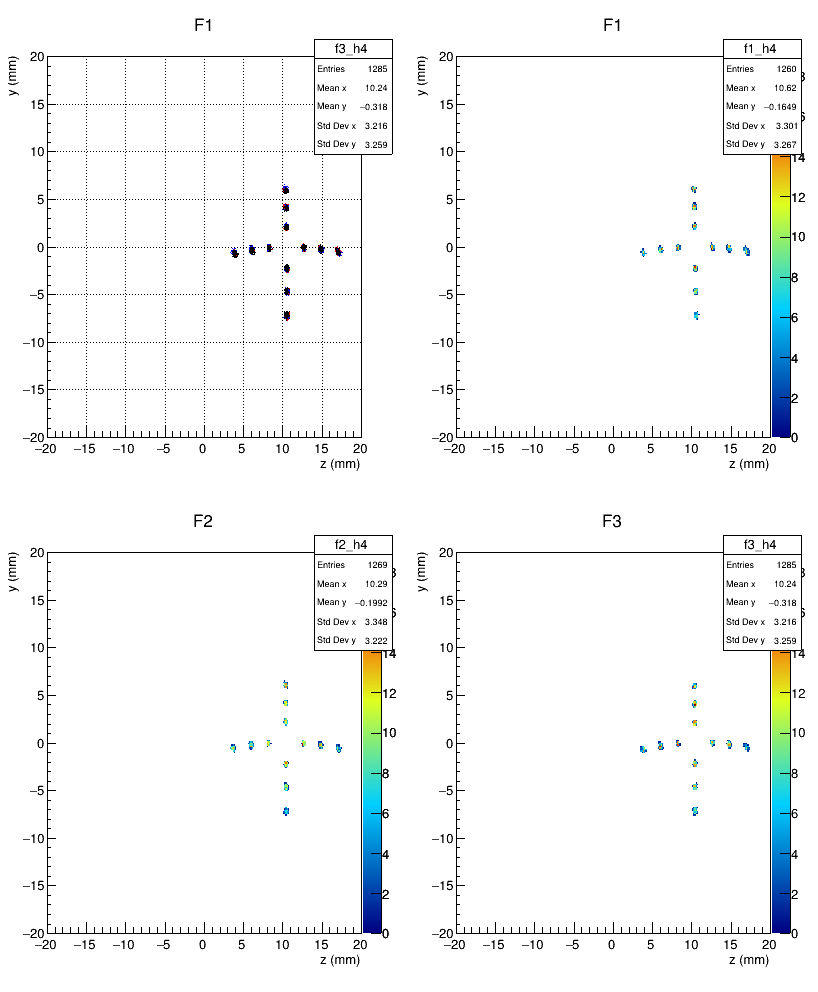 F1
f3_h4
Entries 1285
Mean x 10.24
Mean y −0.318
Std Dev x 3.216
Std Dev y 3.259
y (mm)
20
15
10
5
0
−5
−10
−15
−20
−20 −15 −10 −5 0 5 10 15 20
z (mm)
F1
f1_h4
Entries 1260
Mean x 10.62
Mean y −0.1649
Std Dev x 3.301
Std Dev y 3.267
y (mm)
20
15
10
5
0
−5
−10
−15
−20
−20 −15 −10 −5 0 5 10 15 20
z (mm)
14
12
10
8
6
4
2
0
F2
f2_h4
Entries 1269
Mean x 10.29
Mean y −0.1992
Std Dev x 3.348
Std Dev y 3.222
y (mm)
20
15
10
5
0
−5
−10
−15
−20
−20 −15 −10 −5 0 5 10 15 20
z (mm)
14
12
10
8
6
4
2
0
F3
f3_h4
Entries 1285
Mean x 10.24
Mean y −0.318
Std Dev x 3.216
Std Dev y 3.259
y (mm)
20
15
10
5
0
−5
−10
−15
−20
−20 −15 −10 −5 0 5 10 15 20
z (mm)
14
12
10
8
6
4
2
0